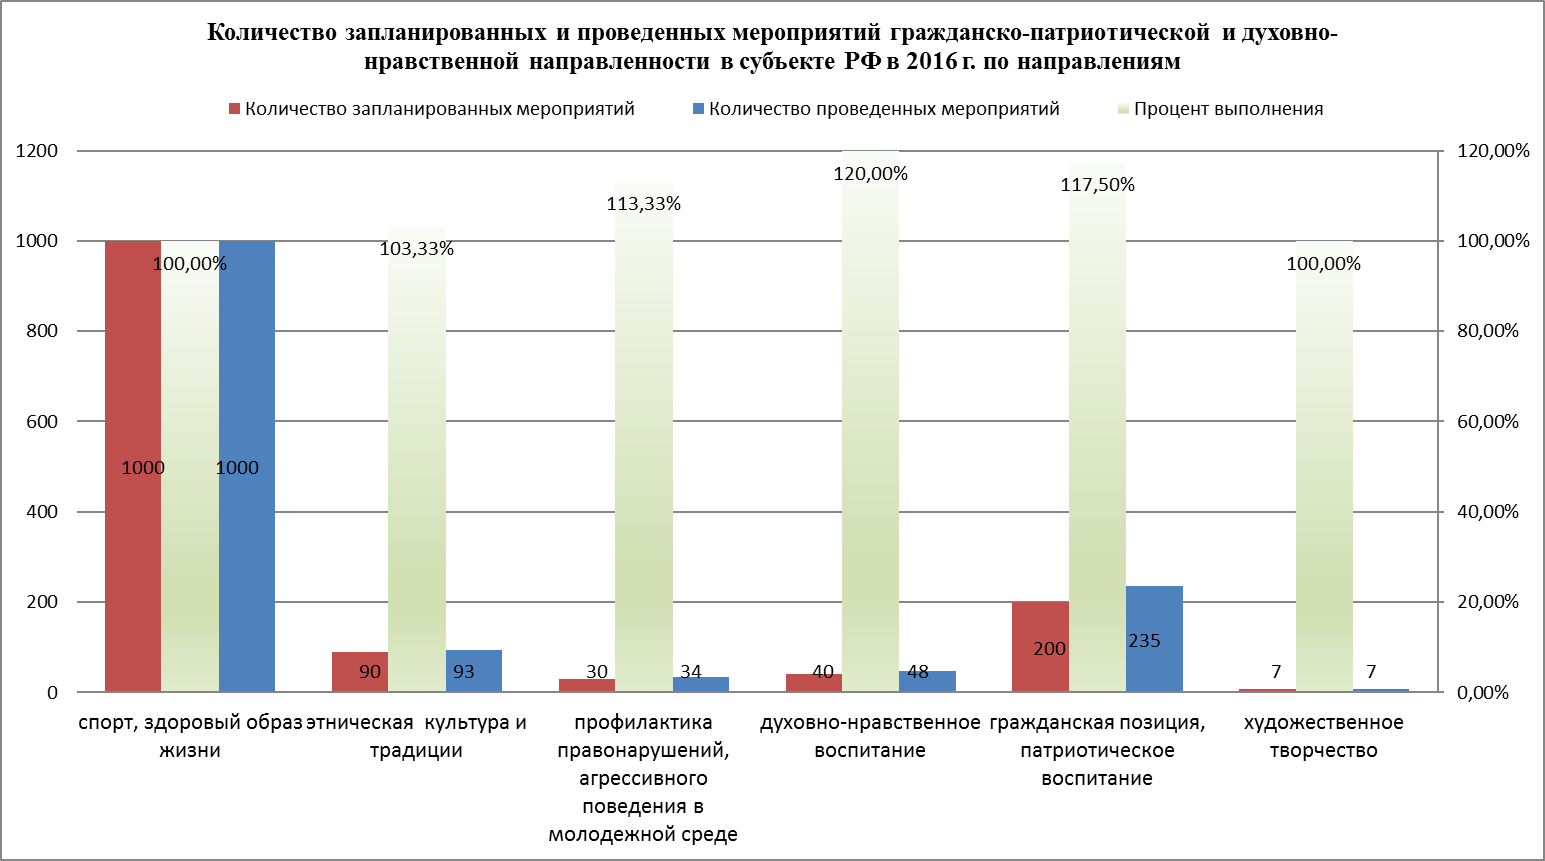 Количество запланированных и проведенных мероприятий гражданско-патриотической и духовно-
нравственной направленности в субъекте РФ в 2016 г. по направлениям
Количество запланированных мероприятий
Количество проведенных мероприятий
Процент выполнения
1200
1000
800
600
400
200
0
120,00%
100,00%
80,00%
60,00%
40,00%
20,00%
0,00%
100,00%
103,33%
113,33%
120,00%
117,50%
100,00%
1000
1000
90
93
30
34
40
48
200
235
7
7
спорт, здоровый образ
жизни
этническая культура и
традиции
профилактика
правонарушений,
агрессивного
поведения в
молодежной среде
духовно-нравственное
воспитание
гражданская позиция,
патриотическое
воспитание
художественное
творчество